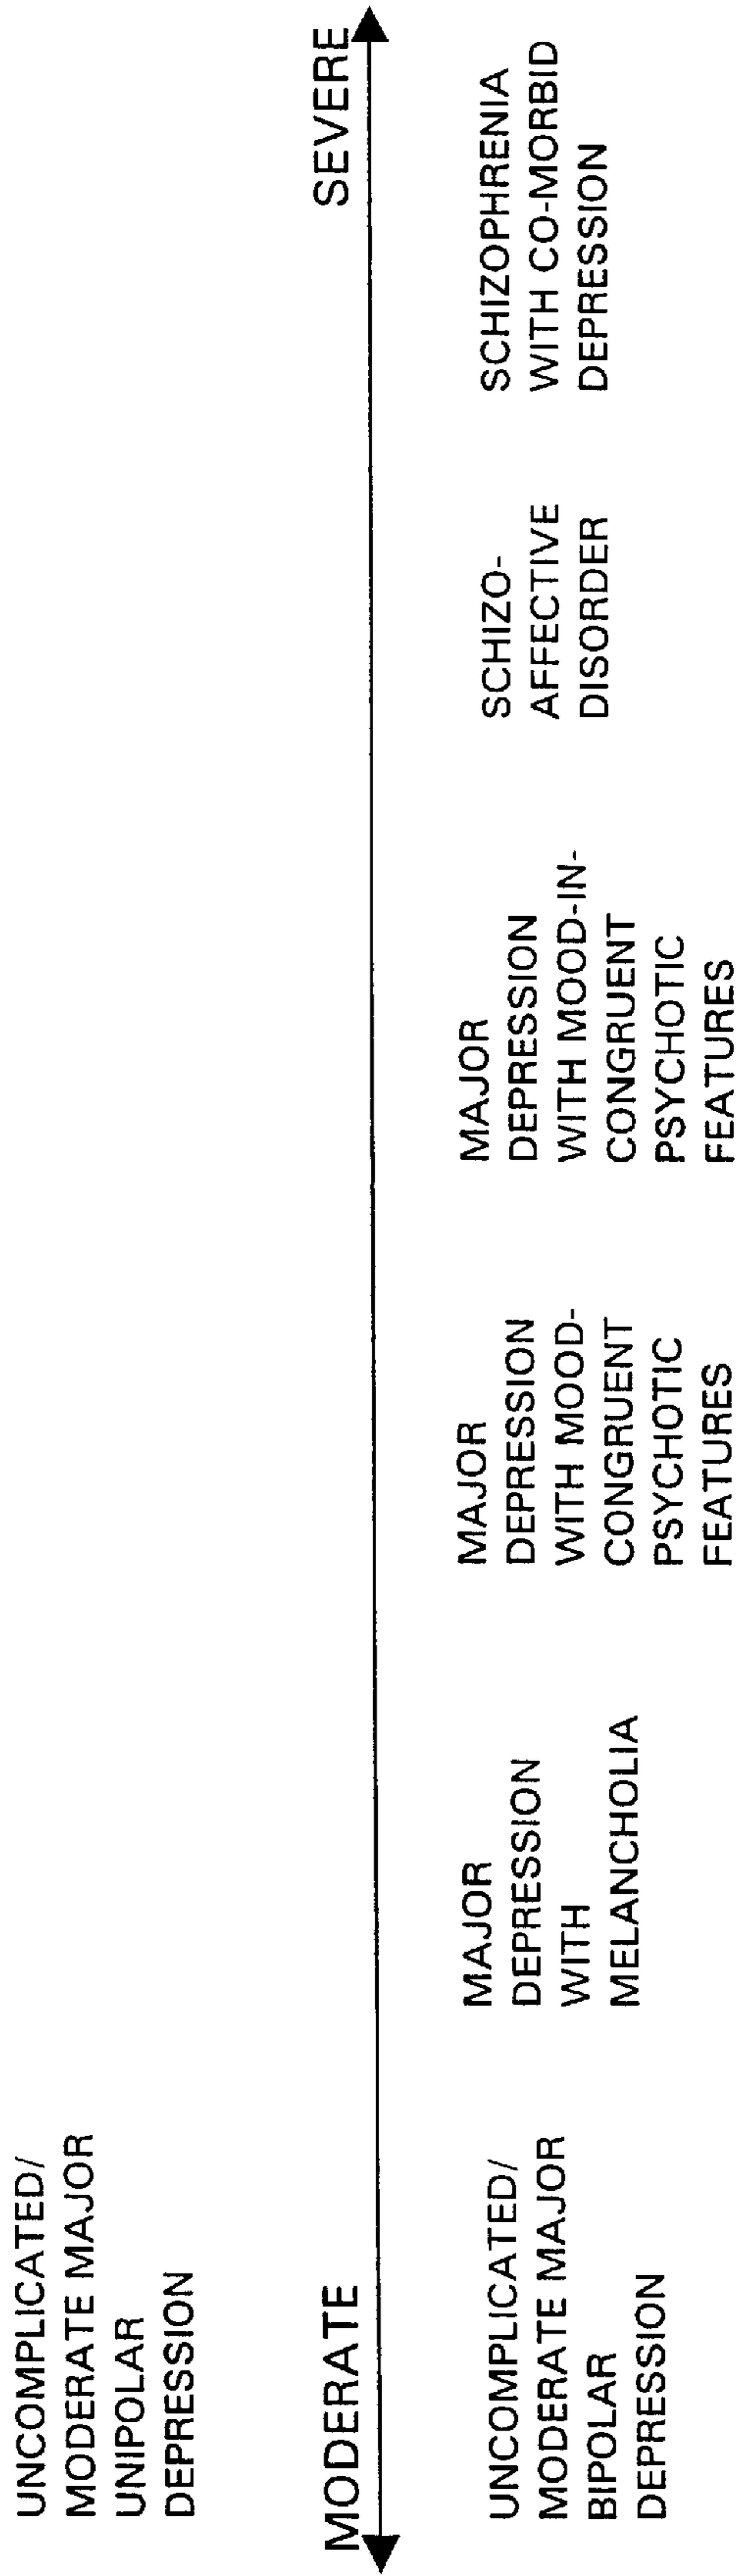 UNCOMPLICATED/
MODERATE MAJOR
UNIPOLAR
DEPRESSION
MODERATE
SEVERE
UNCOMPLICATED/
MODERATE MAJOR
BIPOLAR
DEPRESSION
MAJOR
DEPRESSION
WITH
MELANCHOLIA
MAJOR
DEPRESSION
WITH MOOD-
CONGRUENT
PSYCHOTIC
FEATURES
MAJOR
DEPRESSION
WITH MOOD-IN-
CONGRUENT
PSYCHOTIC
FEATURES
SCHIZO-
AFFECTIVE
DISORDER
SCHIZOPHRENIA
WITH CO-MORBID
DEPRESSION